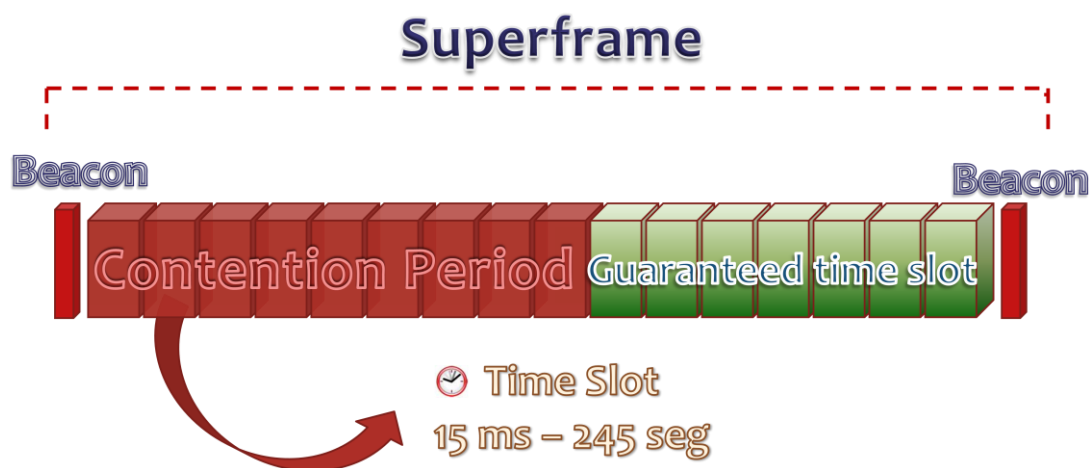 Superframe
Beacon
Beacon
Contention Period
Guaranteed time slot
Time Slot
15 ms – 245 seg